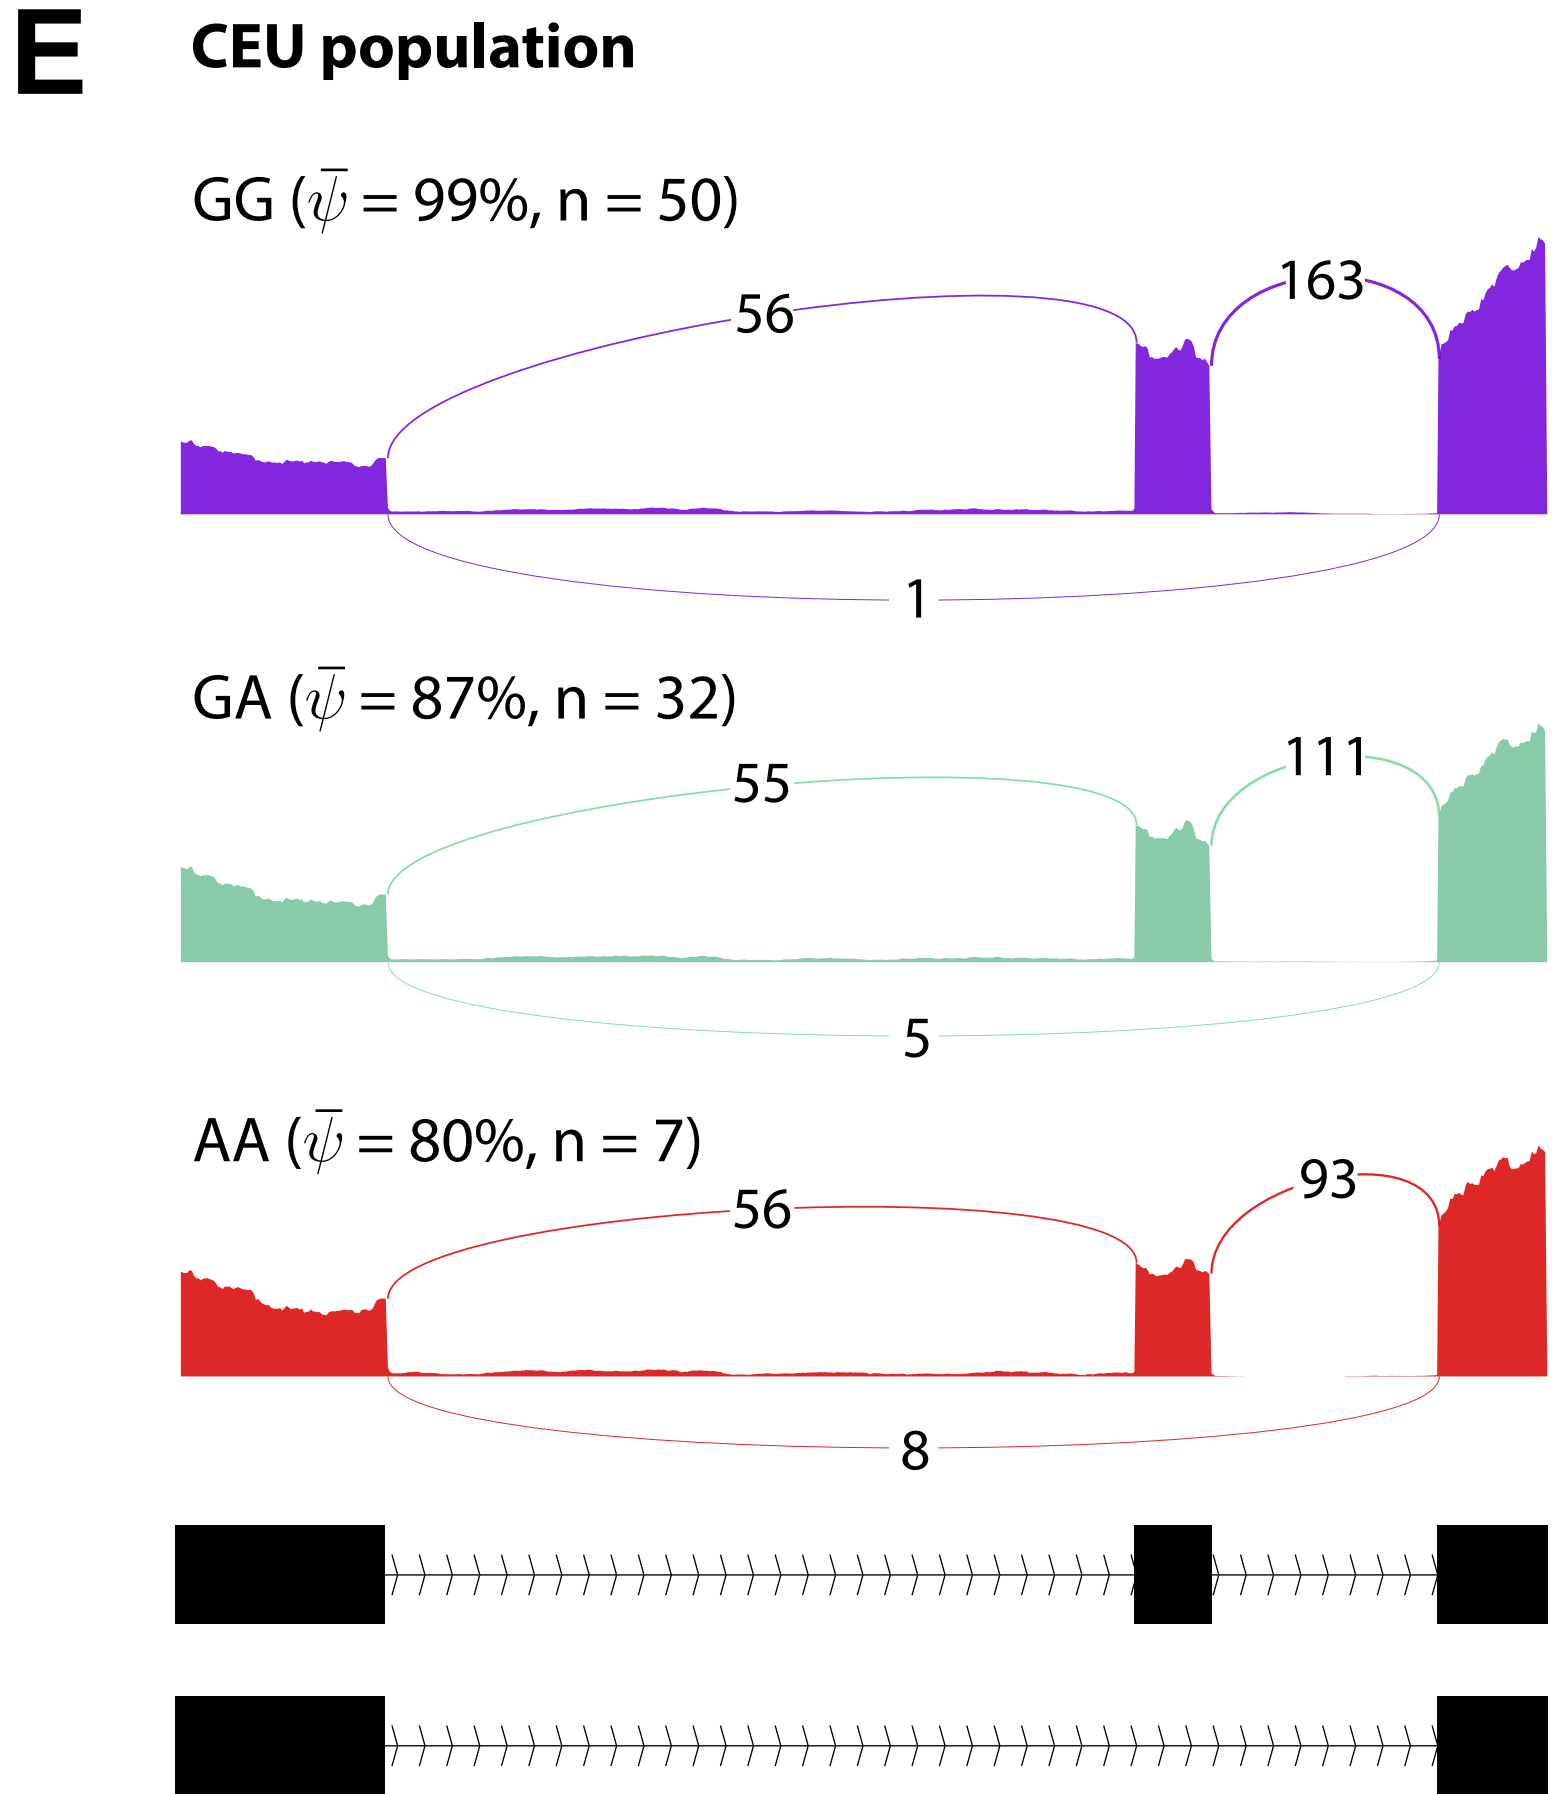 E CEU population
GG (ψ̅ = 99%, n = 50)
163
56
1
GA (ψ̅ = 87%, n = 32)
111
55
5
AA (ψ̅ = 80%, n = 7)
93
56
8